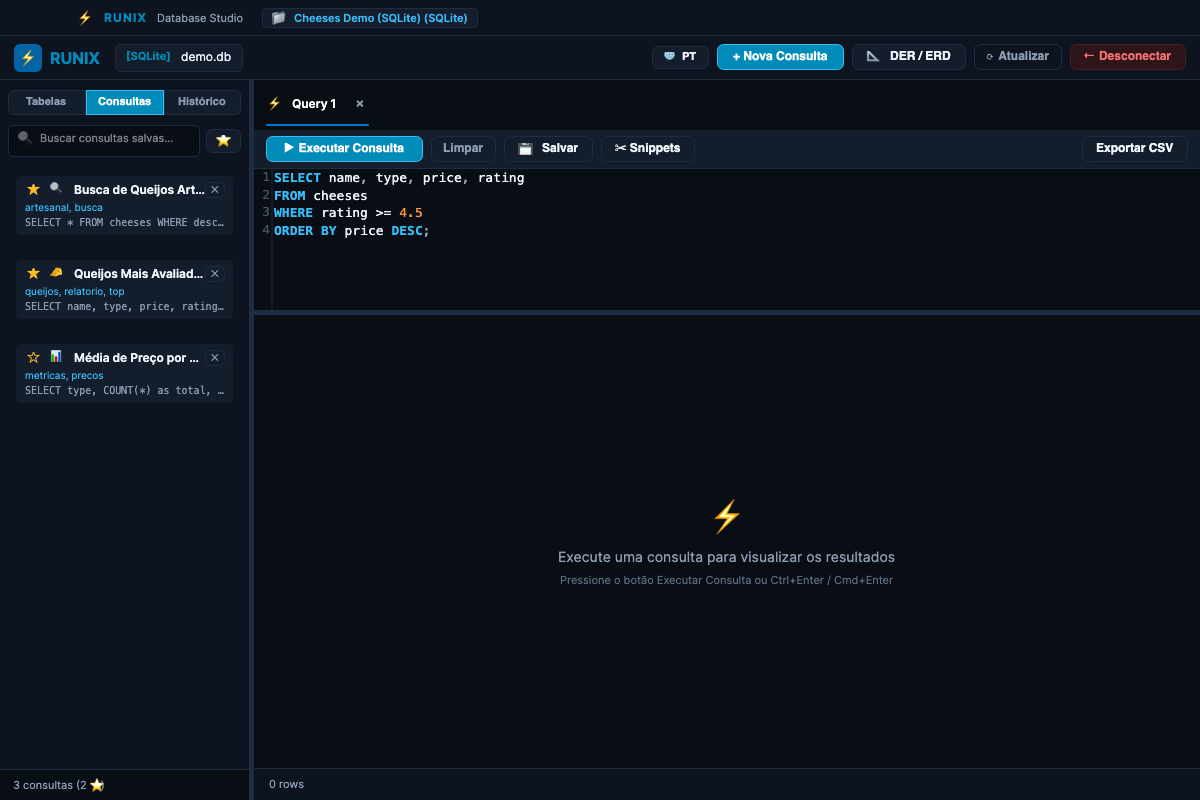 RUNIX Database Studio Cheeses Demo (SQLite) (SQLite)
RUNIX [SQLite] demo.db PT + Nova Consulta DER / ERD Atualizar ← Desconectar
Tabelas Consultas Histórico
Buscar consultas salvas...
Query 1 ×
▶ Executar Consulta Limpar Salvar ✂ Snippets Exportar CSV
Busca de Queijos Art... ×
artesanal, busca
SELECT * FROM cheeses WHERE desc…
Queijos Mais Avaliad... ×
queijos, relatorio, top
SELECT name, type, price, rating…
Média de Preço por ... ×
metricas, precos
SELECT type, COUNT(*) as total, …
1 SELECT name, type, price, rating
2 FROM cheeses
3 WHERE rating >= 4.5
4 ORDER BY price DESC;
Execute uma consulta para visualizar os resultados
Pressione o botão Executar Consulta ou Ctrl+Enter / Cmd+Enter
3 consultas (2 ⭐)
0 rows